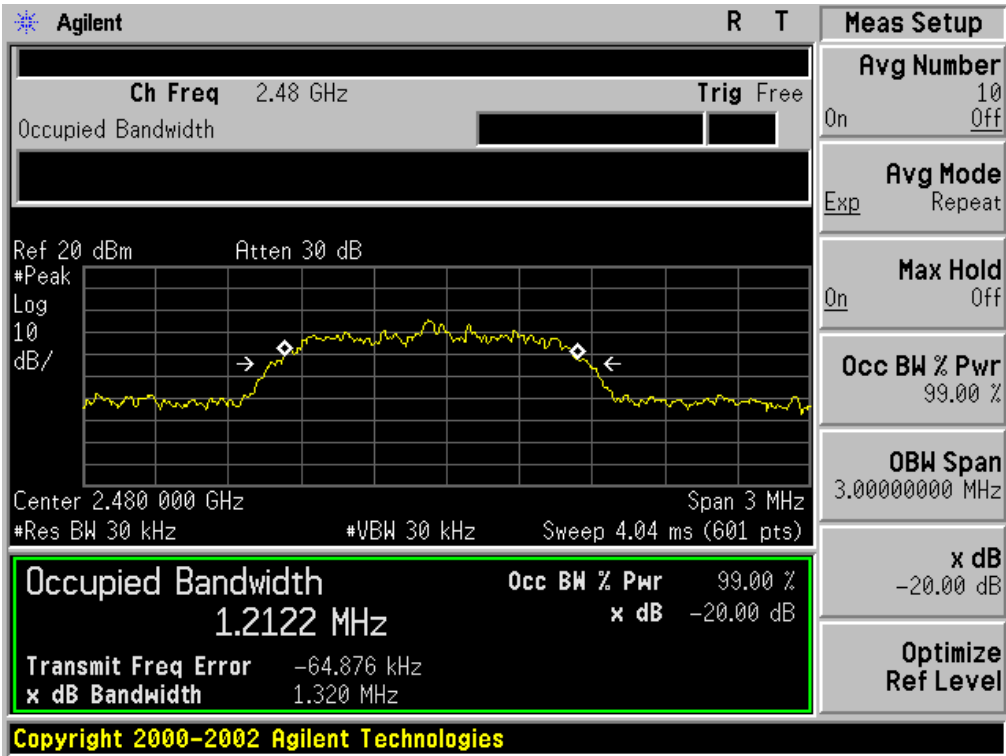 Agilent R T
Ch Freq 2.48 GHz Trig Free
Occupied Bandwidth
Ref 20 dBm Atten 30 dB
#Peak
Log
10
dB/
Center 2.480 000 GHz Span 3 MHz
#Res BW 30 kHz #VBW 30 kHz Sweep 4.04 ms (601 pts)
Occupied Bandwidth Occ BW % Pwr 99.00 %
1.2122 MHz x dB -20.00 dB
Transmit Freq Error -64.876 kHz
x dB Bandwidth 1.320 MHz
Copyright 2000-2002 Agilent Technologies
Meas Setup
Avg Number
10
On Off
Avg Mode
Exp Repeat
Max Hold
On Off
Occ BW % Pwr
99.00 %
OBW Span
3.00000000 MHz
x dB
-20.00 dB
Optimize
Ref Level